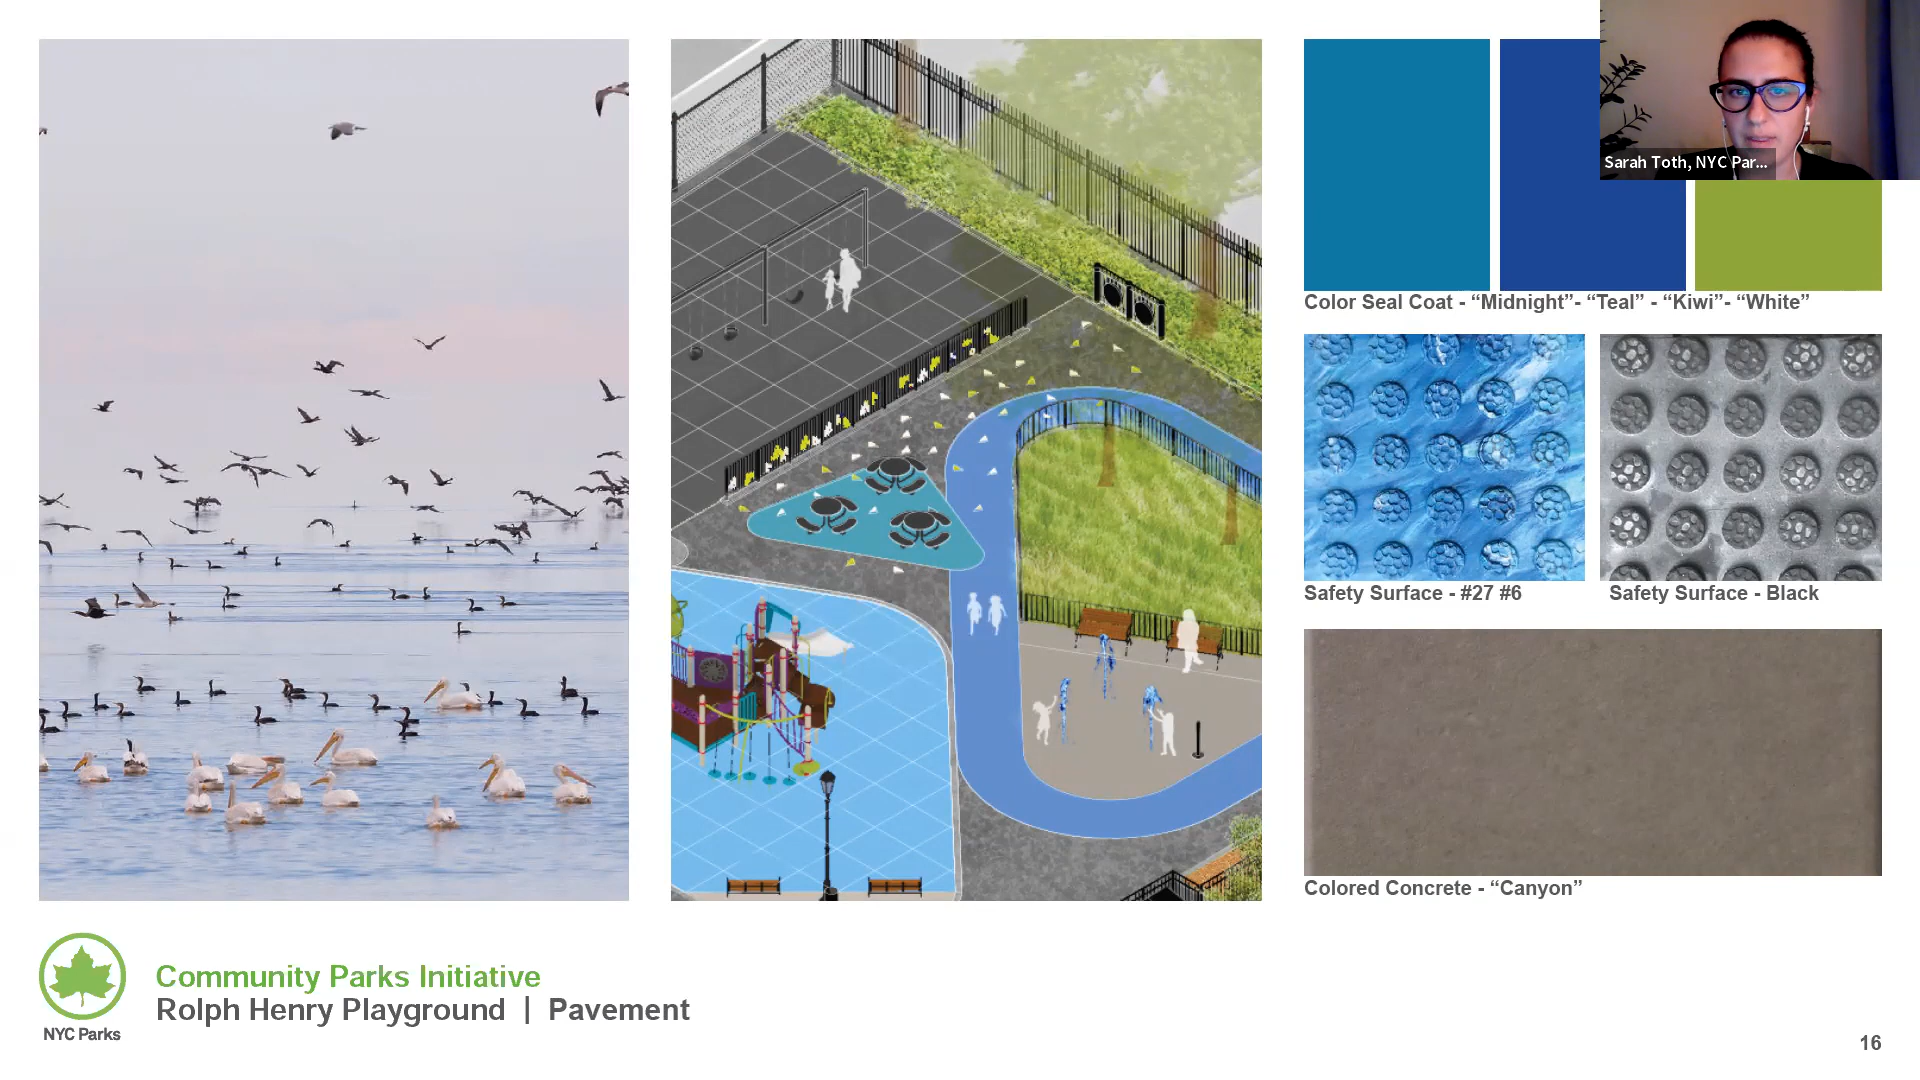 Sarah Toth, NYC Par...
Color Seal Coat - “Midnight”- “Teal” - “Kiwi”- “White”
Safety Surface - #27 #6
Safety Surface - Black
Colored Concrete - “Canyon”
NYC Parks
Community Parks Initiative
Rolph Henry Playground | Pavement
16